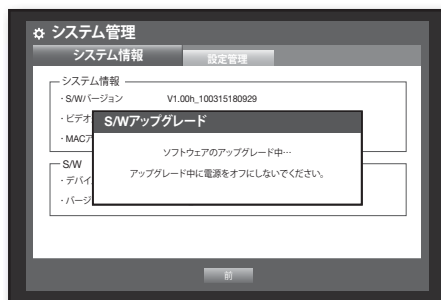 システム管理
システム情報
設定管理
システム情報
· S/Wバージョン V1.00h_100315180929
· ビデオ
· MACア
S/W
· デバイ
· バージ
S/Wアップグレード
ソフトウェアのアップグレード中…
アップグレード中に電源をオフにしないでください。
前